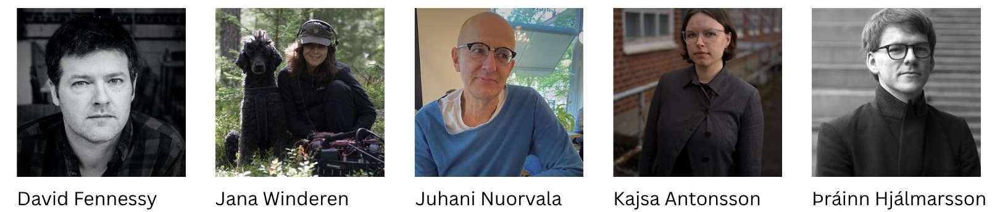 David Fennessy
Jana Winderen
Juhani Nuorvala
Kajsa Antonsson
Þráinn Hjálmarsson